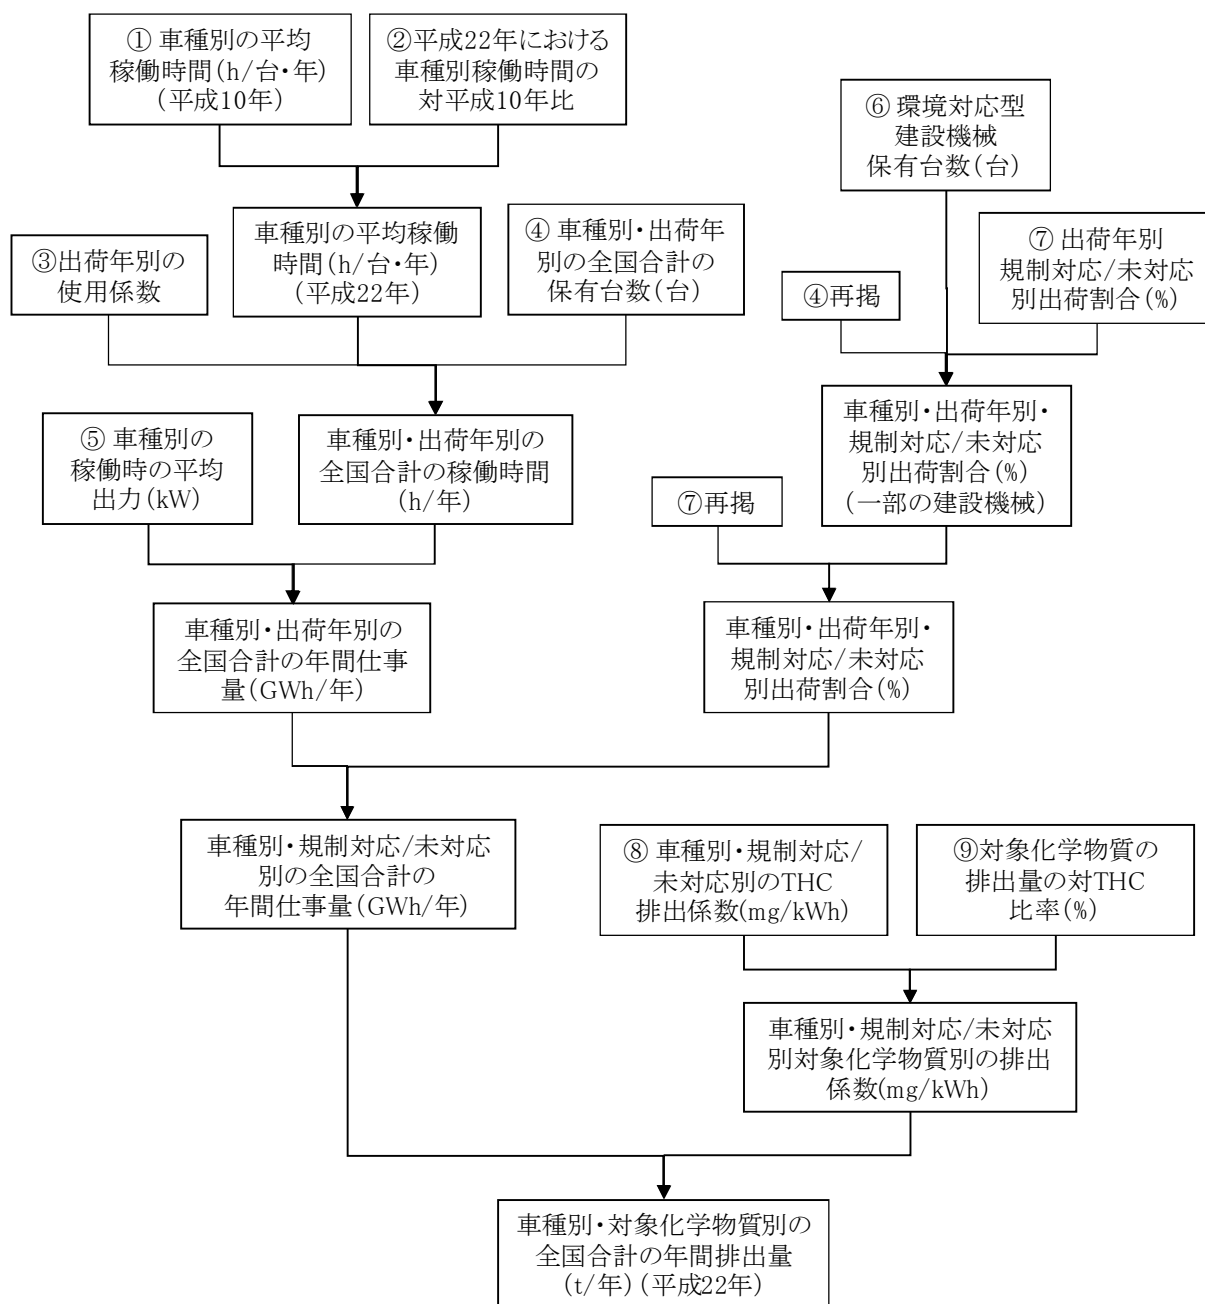 ① 車種別の平均
稼働時間(h/台・年)
(平成10年)
②平成22年における
車種別稼働時間の
対平成10年比
⑥ 環境対応型
建設機械
保有台数(台)
③出荷年別の
使用係数
車種別の平均稼働
時間(h/台・年)
(平成22年)
④ 車種別・出荷年
別の全国合計の
保有台数(台)
④再掲
⑦ 出荷年別
規制対応/未対応
別出荷割合(%)
⑤ 車種別の
稼働時の平均
出力(kW)
車種別・出荷年別の
全国合計の稼働時間
(h/年)
⑦再掲
車種別・出荷年別・
規制対応/未対応
別出荷割合(%)
(一部の建設機械)
車種別・出荷年別の
全国合計の年間仕事
量(GWh/年)
車種別・出荷年別・
規制対応/未対応
別出荷割合(%)
車種別・規制対応/未対応
別の全国合計の
年間仕事量(GWh/年)
⑧ 車種別・規制対応/
未対応別のTHC
排出係数(mg/kWh)
⑨対象化学物質の
排出量の対THC
比率(%)
車種別・規制対応/未対応
別対象化学物質別の排出
係数(mg/kWh)
車種別・対象化学物質別の
全国合計の年間排出量
(t/年)(平成22年)